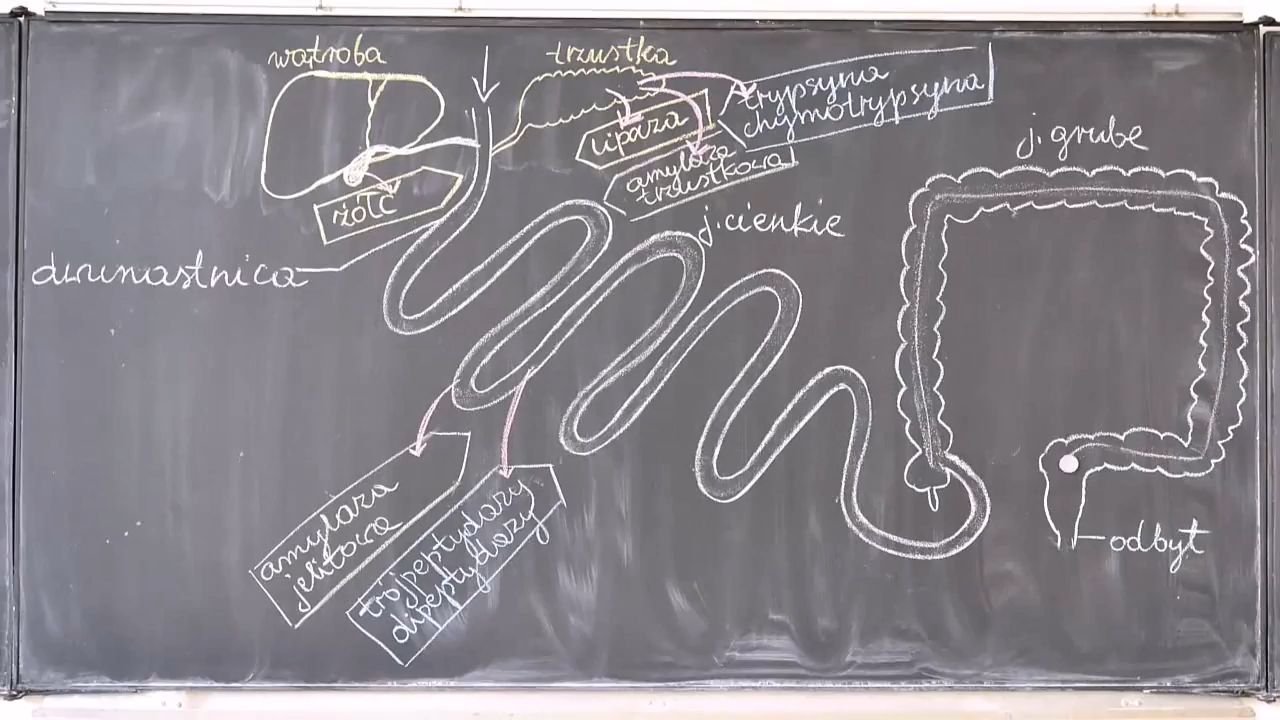 wątroba
trzustka
trypsyna
chymotrypsyna
lipaza
amylaza
trzustkowa
żółć
j. grube
j. cienkie
dwunastnica
amylaza
jelitowa
trójpeptydazy
dipeptydazy
odbyt